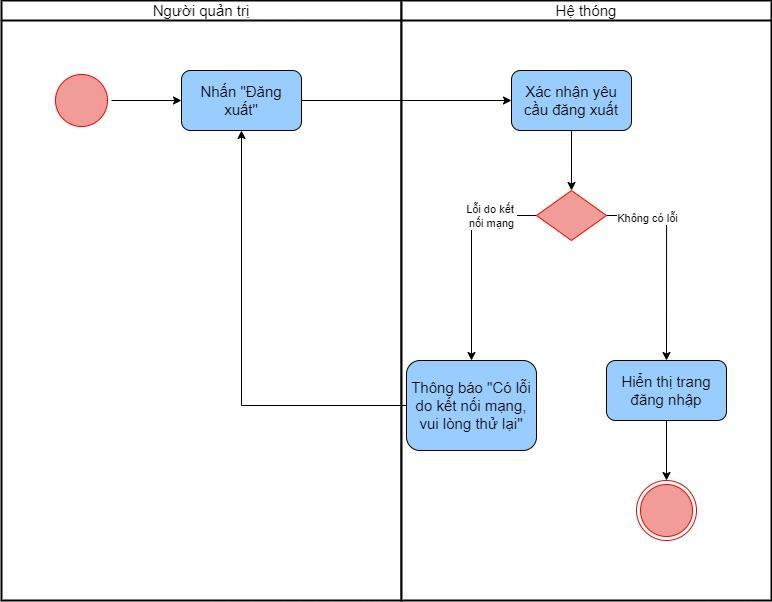 Người quản trị
Hệ thóng
Nhấn "Đăng
xuất"
Xác nhận yêu
cầu đăng xuất
Lỗi do kết
nối mạng
Không có lỗi
Thông báo "Có lỗi
do kết nối mạng,
vui lòng thử lại"
Hiển thị trang
đăng nhập